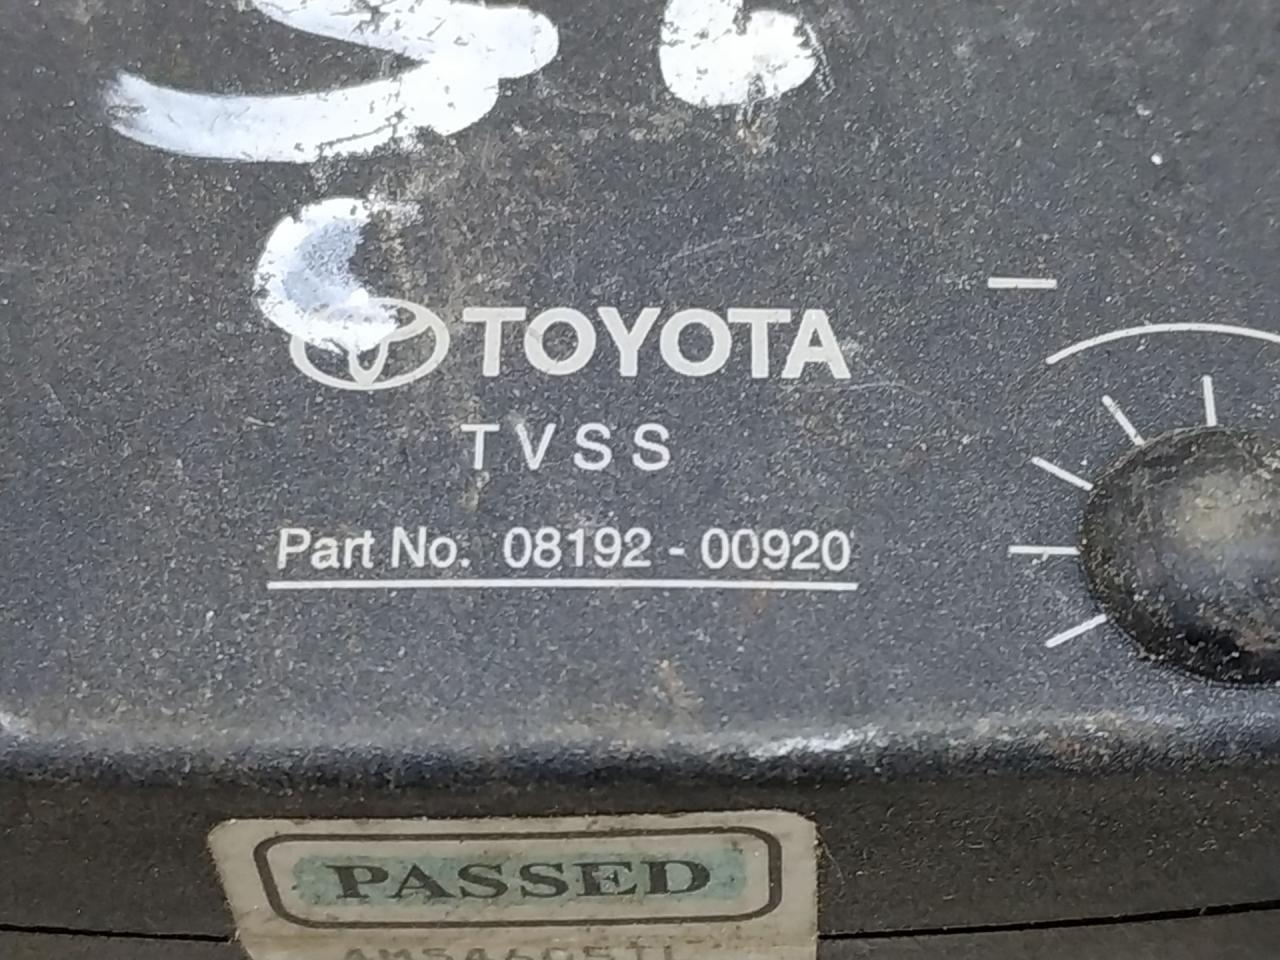 TOYOTA
TVSS
Part No. 08192 - 00920
PASSED